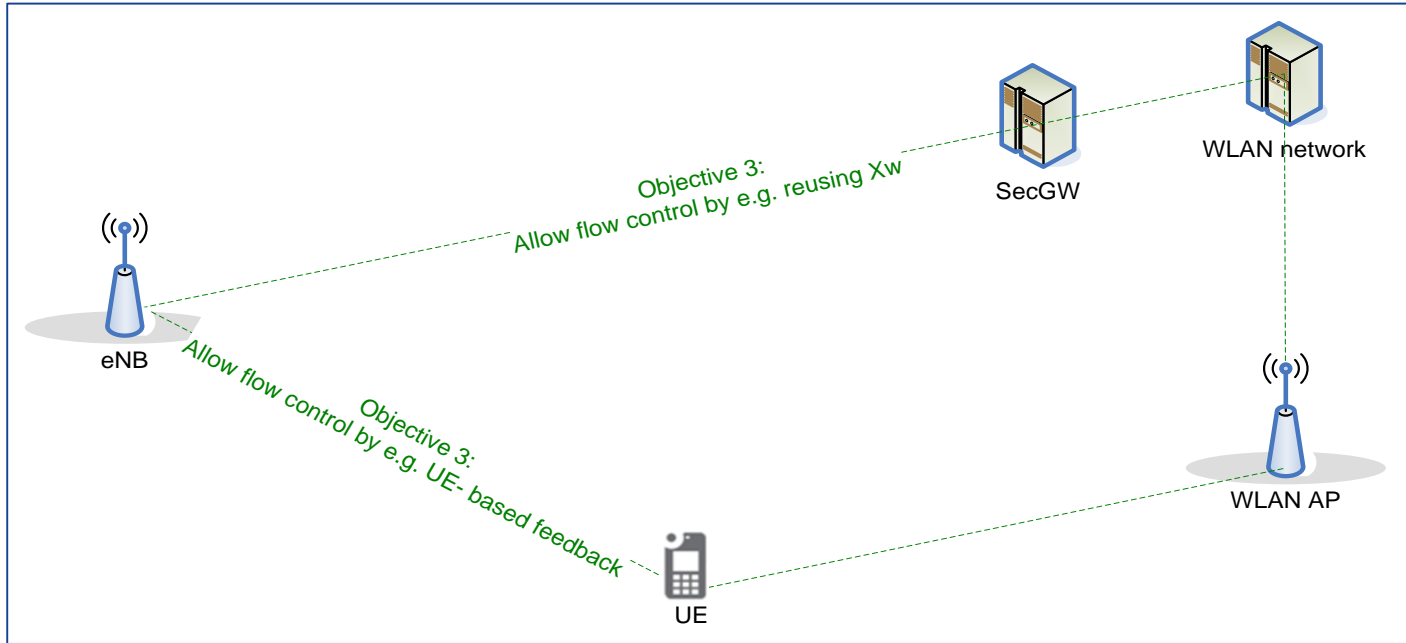 WLAN network
SecGW
Objective 3:
Allow flow control by e.g. reusing Xw
eNB
Objective 3:
Allow flow control by e.g. UE- based feedback
WLAN AP
UE